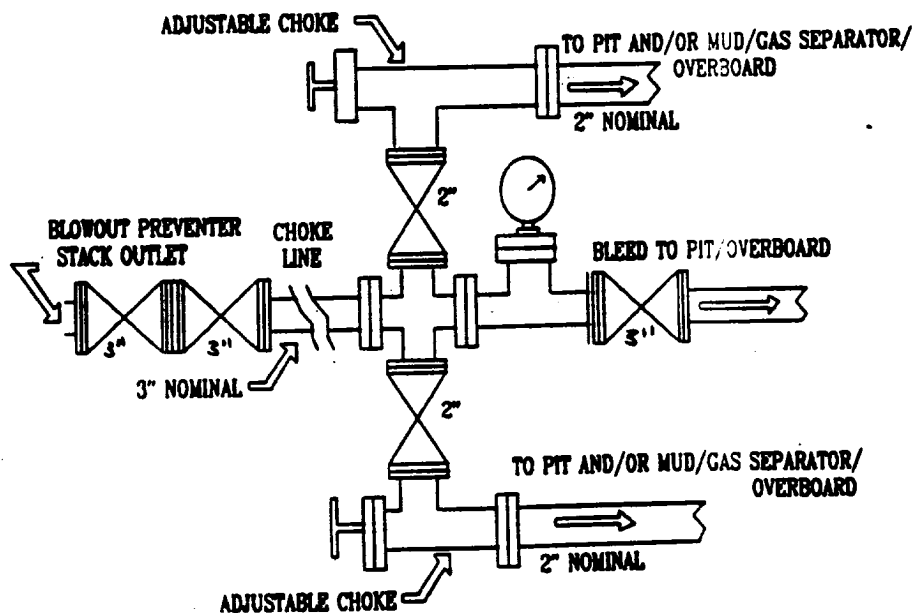 ADJUSTABLE CHOKE
TO PIT AND/OR MUD/GAS SEPARATOR/
OVERBOARD
2" NOMINAL
2"
BLOWOUT PREVENTER
STACK OUTLET
CHOKE
LINE
BLEED TO PIT/OVERBOARD
3"
3"
3"
3" NOMINAL
2"
TO PIT AND/OR MUD/GAS SEPARATOR/
OVERBOARD
2" NOMINAL
ADJUSTABLE CHOKE